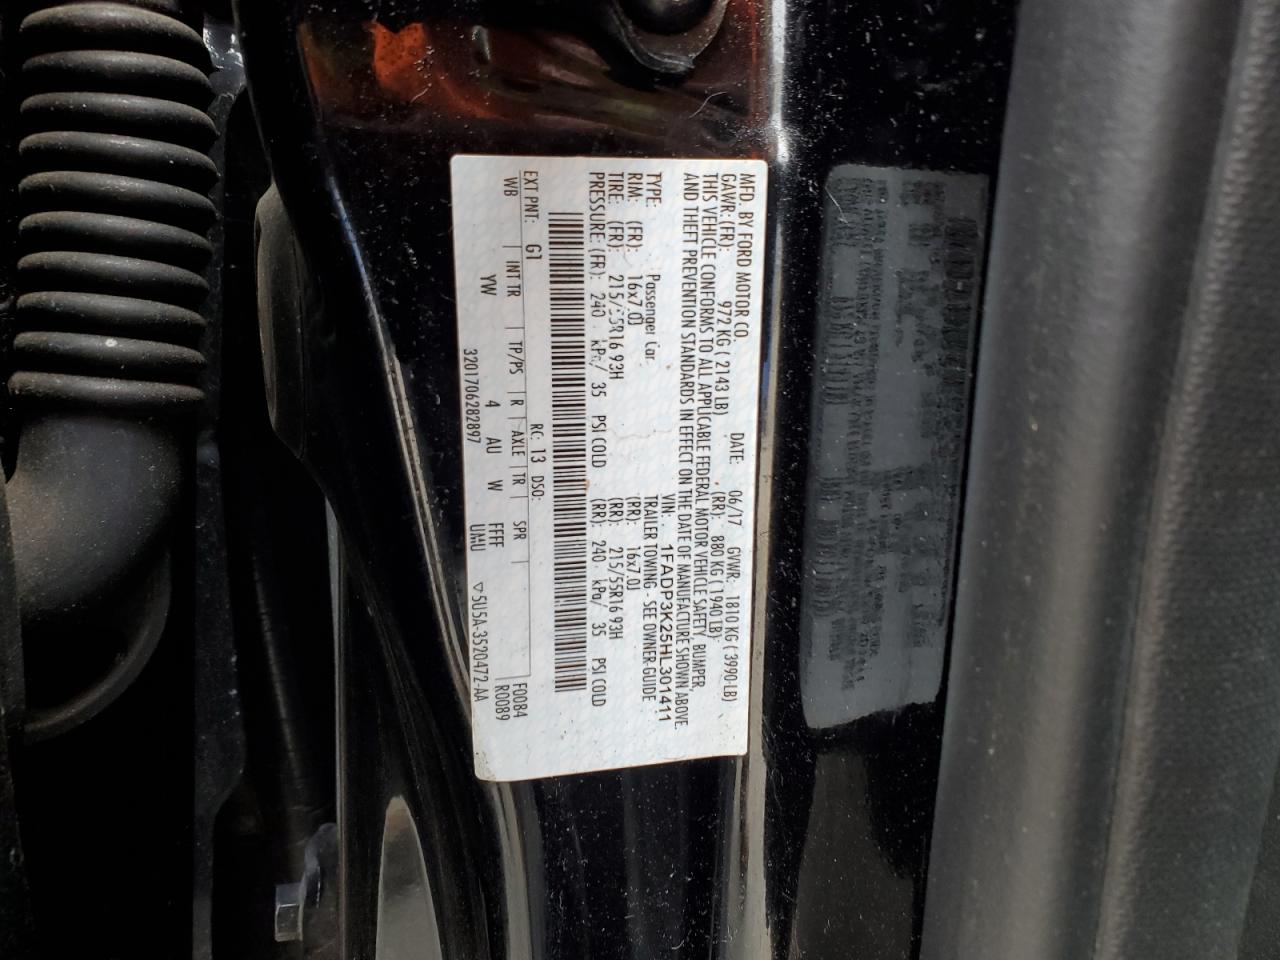 MFD. BY FORD MOTOR CO.
DATE: 06/17 GVWR: 1810 KG ( 3990 LB)
GAWR: (FR): 972 KG ( 2143 LB) (RR): 880 KG ( 1940 LB)
THIS VEHICLE CONFORMS TO ALL APPLICABLE FEDERAL MOTOR VEHICLE SAFETY, BUMPER,
AND THEFT PREVENTION STANDARDS IN EFFECT ON THE DATE OF MANUFACTURE SHOWN ABOVE.
VIN: 1FADP3K25HL301411
TYPE: Passenger Car TRAILER TOWING - SEE OWNER GUIDE
RIM: (FR): 16x7.0J (RR): 16x7.0J
TIRE: (FR): 215/55R16 93H (RR): 215/55R16 93H
PRESSURE: (FR): 240 kPa/ 35 PSI COLD (RR): 240 kPa/ 35 PSI COLD
EXT PNT: G1 RC: 13 DSO: F0084
WB INT TR TP/PS R AXLE TR SPR R0089
YW 4 AU W FFF
3201706282897 UMU ▽5U5A-3520472-AA